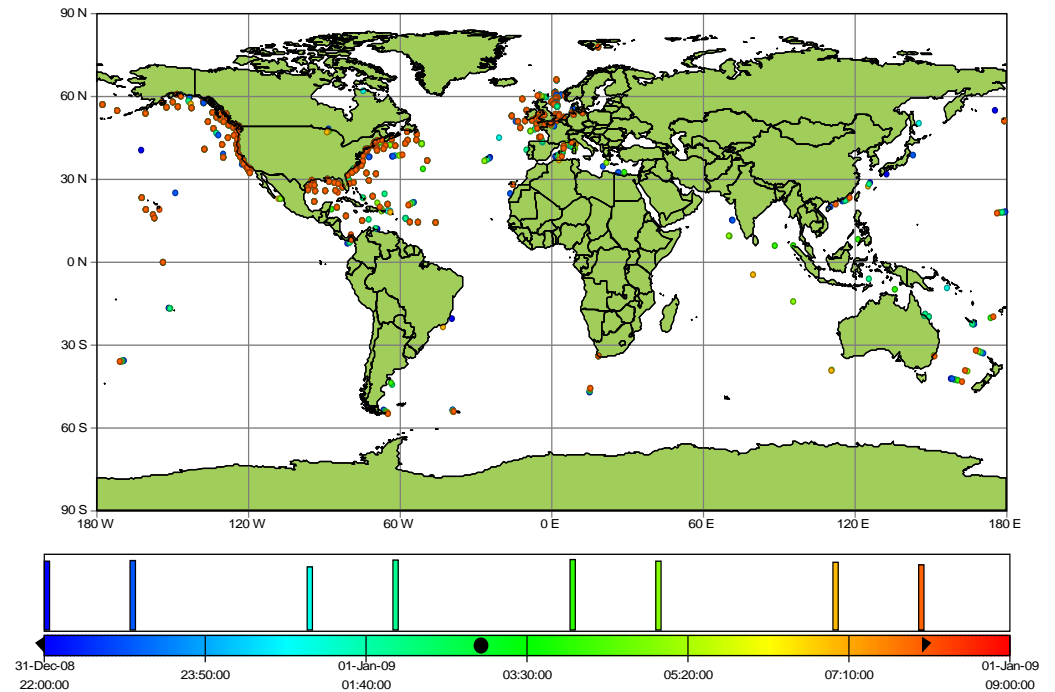 90 N
60 N
30 N
0 N
30 S
60 S
90 S
180 W 120 W 60 W 0 E 60 E 120 E 180 E
31-Dec-08 01-Jan-09 01-Jan-09
22:00:00 23:50:00 01:40:00 03:30:00 05:20:00 07:10:00 09:00:00